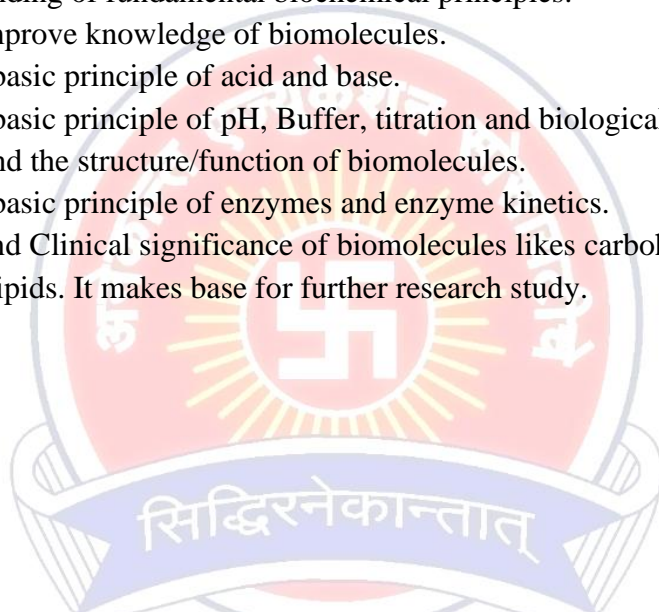 ding of fundamental biochemical principles.
mprove knowledge of biomolecules.
basic principle of acid and base.
basic principle of pH, Buffer, titration and biological
nd the structure/function of biomolecules.
basic principle of enzymes and enzyme kinetics.
nd Clinical significance of biomolecules likes carbol
ipids. It makes base for further research study.
सिद्धिरनेकान्तात्